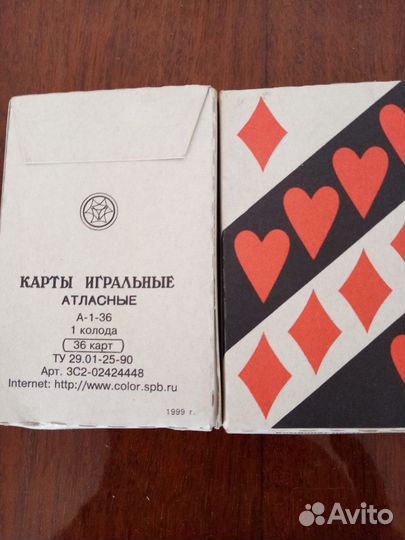 КАРТЫ ИГРАЛЬНЫЕ
АТЛАСНЫЕ
А-1-36
1 колода
36 карт
ТУ 29.01-25-90
Арт. 3С2-02424448
Internet: http://www.color.spb.ru
1999 г.
Avito